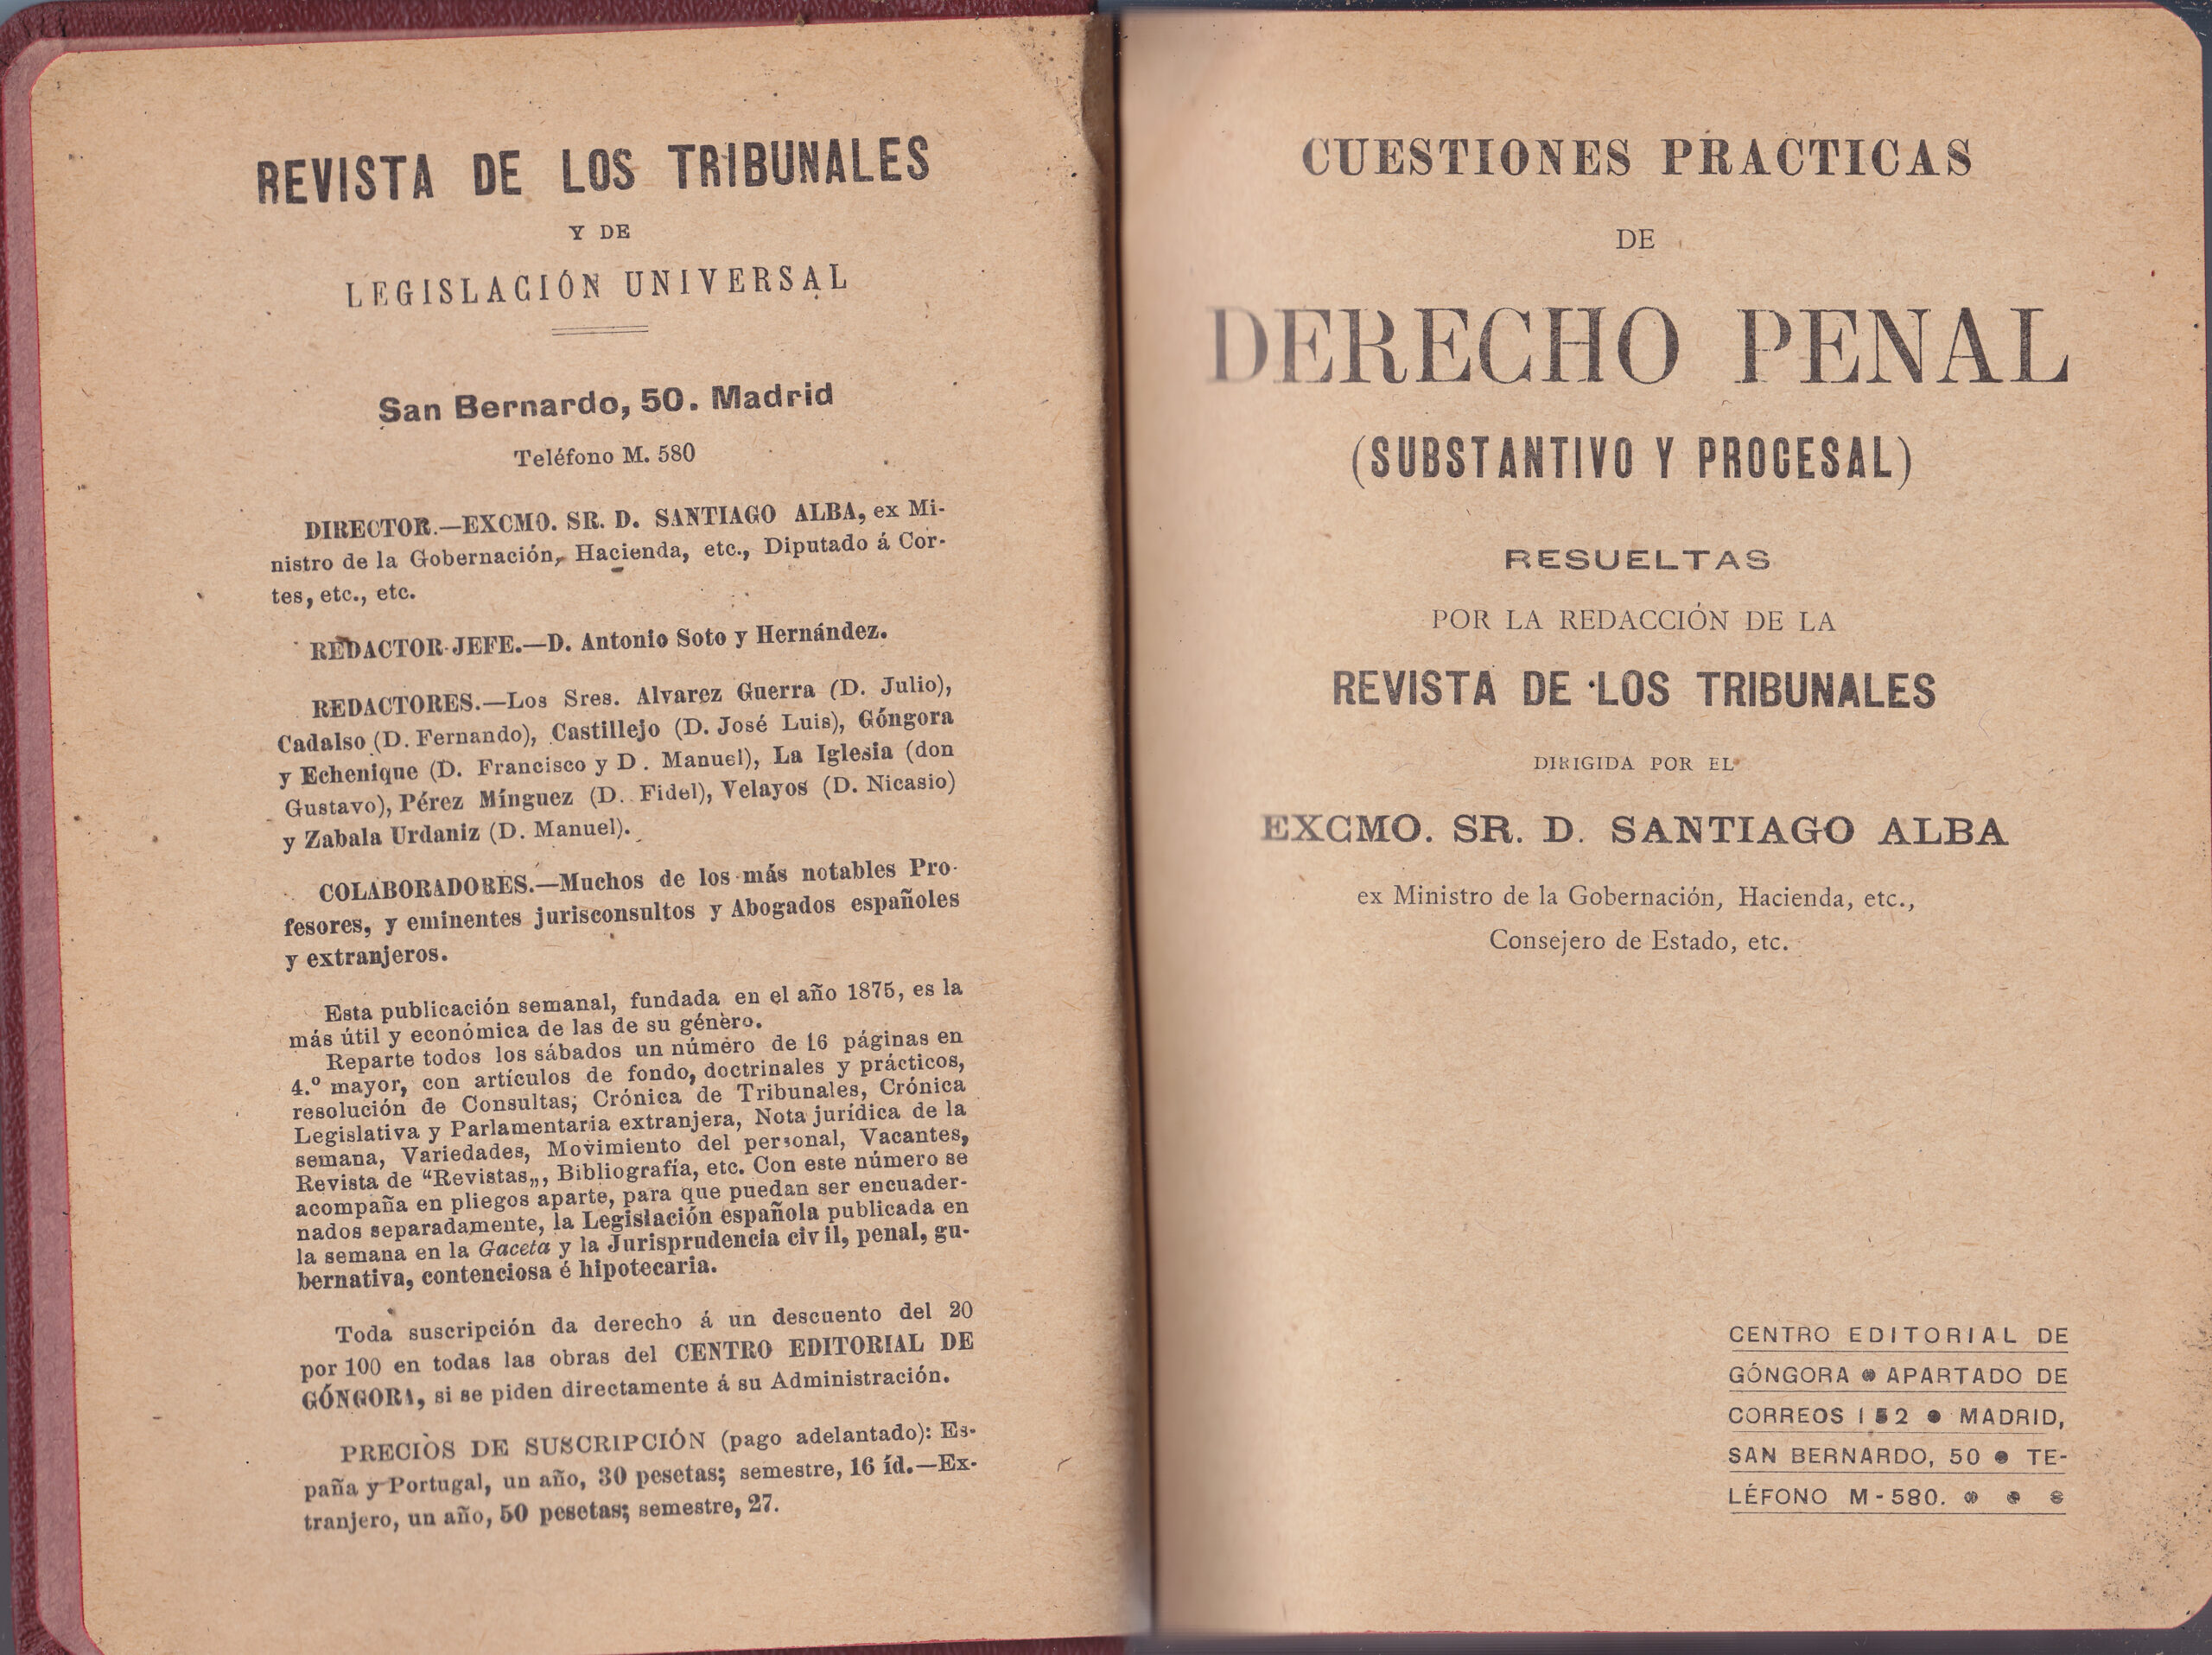 REVISTA DE LOS TRIBUNALES
Y DE
LEGISLACIÓN UNIVERSAL
San Bernardo, 50. Madrid
Teléfono M. 580
DIRECTOR.—EXCMO. SR. D. SANTIAGO ALBA, ex Mi-
nistro de la Gobernación, Hacienda, etc., Diputado á Cor-
tes, etc., etc.
REDACTOR JEFE.—D. Antonio Soto y Hernández.
REDACTORES.—Los Sres. Alvarez Guerra (D. Julio),
Cadalso (D. Fernando), Castillejo (D. José Luis), Góngora
y Echenique (D. Francisco y D. Manuel), La Iglesia (don
Gustavo), Pérez Mínguez (D. Fidel), Velayos (D. Nicasio)
y Zabala Urdaniz (D. Manuel).
COLABORADORES.—Muchos de los más notables Pro-
fesores, y eminentes jurisconsultos y Abogados españoles
y extranjeros.
Esta publicación semanal, fundada en el año 1875, es la
más útil y económica de las de su género.
Reparte todos los sábados un número de 16 páginas en
4.º mayor, con artículos de fondo, doctrinales y prácticos,
resolución de Consultas; Crónica de Tribunales, Crónica
Legislativa y Parlamentaria extranjera, Nota jurídica de la
semana, Variedades, Movimiento del personal, Vacantes,
Revista de “Revistas„, Bibliografía, etc. Con este número se
acompaña en pliegos aparte, para que puedan ser encuader-
nados separadamente, la Legislación española publicada en
la semana en la Gaceta y la Jurisprudencia civil, penal, gu-
bernativa, contenciosa é hipotecaria.
Toda suscripción da derecho á un descuento del 20
por 100 en todas las obras del CENTRO EDITORIAL DE
GÓNGORA, si se piden directamente á su Administración.
PRECIOS DE SUSCRIPCIÓN (pago adelantado): Es-
paña y Portugal, un año, 30 pesetas; semestre, 16 íd.—Ex-
tranjero, un año, 50 pesetas; semestre, 27.
CUESTIONES PRACTICAS
DE
DERECHO PENAL
(SUBSTANTIVO Y PROCESAL)
RESUELTAS
POR LA REDACCIÓN DE LA
REVISTA DE LOS TRIBUNALES
DIRIGIDA POR EL
EXCMO. SR. D. SANTIAGO ALBA
ex Ministro de la Gobernación, Hacienda, etc.,
Consejero de Estado, etc.
CENTRO EDITORIAL DE
GÓNGORA ● APARTADO DE
CORREOS 152 ● MADRID,
SAN BERNARDO, 50 ● TE-
LÉFONO M-580. ● ● ●